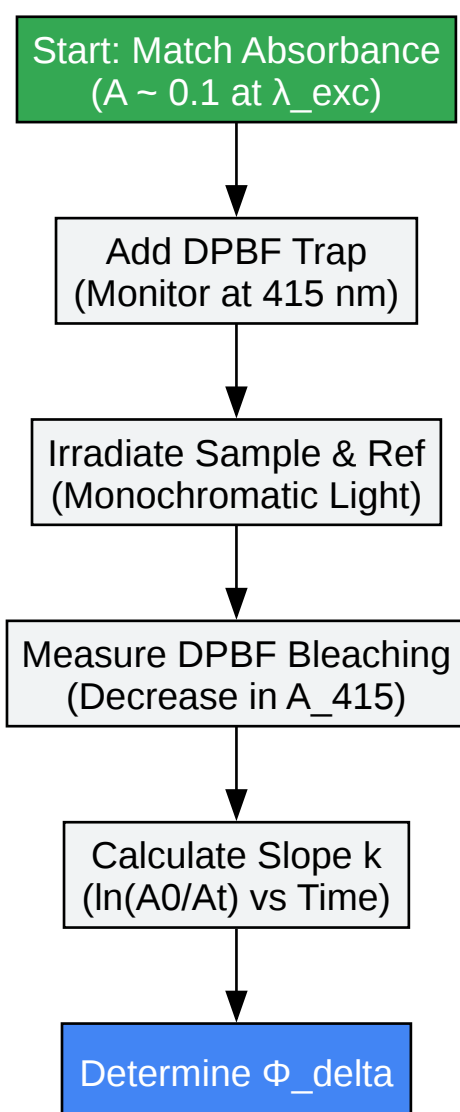 Start: Match Absorbance
(A ~ 0.1 at λ_exc)
Add DPBF Trap
(Monitor at 415 nm)
Irradiate Sample & Ref
(Monochromatic Light)
Measure DPBF Bleaching
(Decrease in A_415)
Calculate Slope k
(ln(A0/At) vs Time)
Determine Φ_delta